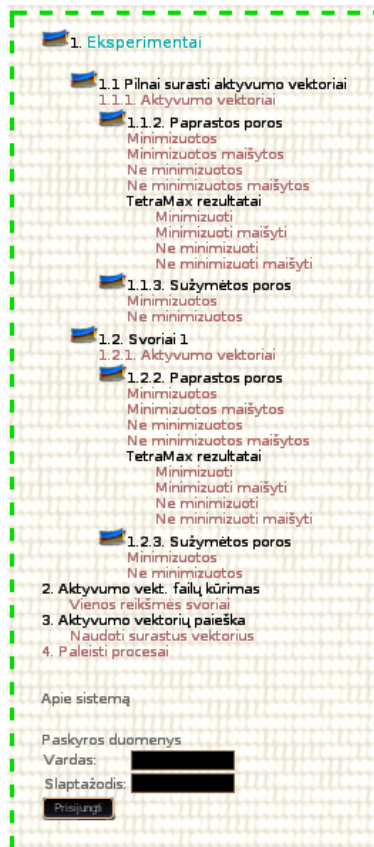 1. Eksperimentai
1.1 Pilnai surasti aktyvumo vektoriai
1.1.1. Aktyvumo vektoriai
1.1.2. Paprastos poros
Minimizuotos
Minimizuotos maišytos
Ne minimizuotos
Ne minimizuotos maišytos
TetraMax rezultatai
Minimizuoti
Minimizuoti maišyti
Ne minimizuoti
Ne minimizuoti maišyti
1.1.3. Sužymėtos poros
Minimizuotos
Ne minimizuotos
1.2. Svoriai 1
1.2.1. Aktyvumo vektoriai
1.2.2. Paprastos poros
Minimizuotos
Minimizuotos maišytos
Ne minimizuotos
Ne minimizuotos maišytos
TetraMax rezultatai
Minimizuoti
Minimizuoti maišyti
Ne minimizuoti
Ne minimizuoti maišyti
1.2.3. Sužymėtos poros
Minimizuotos
Ne minimizuotos
2. Aktyvumo vekt. failų kūrimas
Vienos reikšmės svoriai
3. Aktyvumo vektorių paieška
Naudoti surastus vektorius
4. Paleisti procesai
Apie sistemą
Paskyros duomenys
Vardas:
Slaptažodis:
Prisijungti